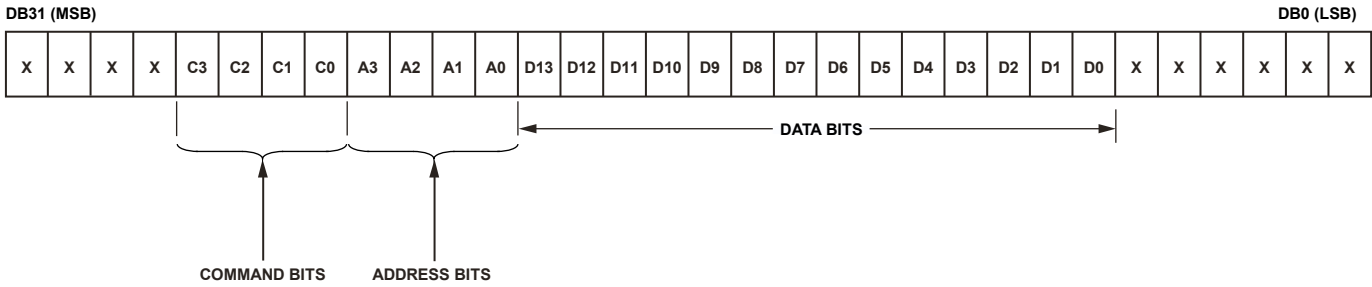 DB31 (MSB) DB0 (LSB)
X X X X C3 C2 C1 C0 A3 A2 A1 A0 D13 D12 D11 D10 D9 D8 D7 D6 D5 D4 D3 D2 D1 D0 X X X X X X
DATA BITS
COMMAND BITS ADDRESS BITS